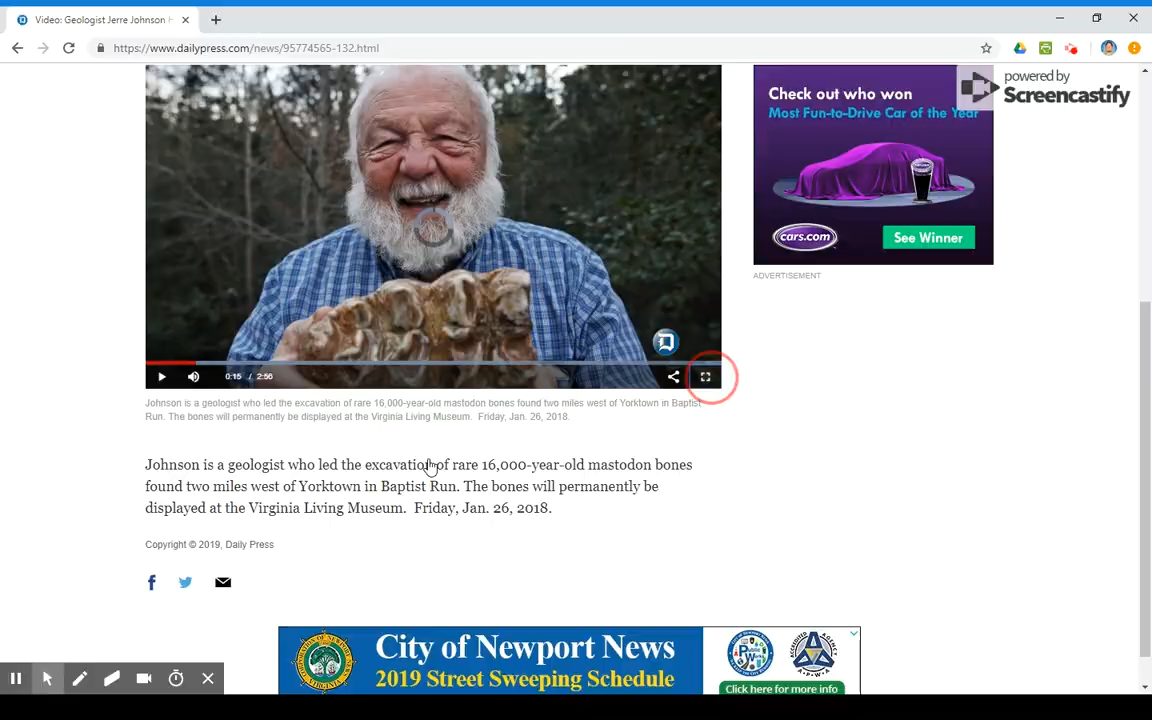 Video: Geologist Jerre Johnson
https://www.dailypress.com/news/95774565-132.html
powered by
Screencastify
Check out who won
Most Fun-to-Drive Car of the Year
cars.com
See Winner
ADVERTISEMENT
0:15 / 2:56
Johnson is a geologist who led the excavation of rare 16,000-year-old mastodon bones found two miles west of Yorktown in Baptist
Run. The bones will permanently be displayed at the Virginia Living Museum. Friday, Jan. 26, 2018.
Johnson is a geologist who led the excavation of rare 16,000-year-old mastodon bones
found two miles west of Yorktown in Baptist Run. The bones will permanently be
displayed at the Virginia Living Museum. Friday, Jan. 26, 2018.
Copyright © 2019, Daily Press
City of Newport News
2019 Street Sweeping Schedule
Click here for more info